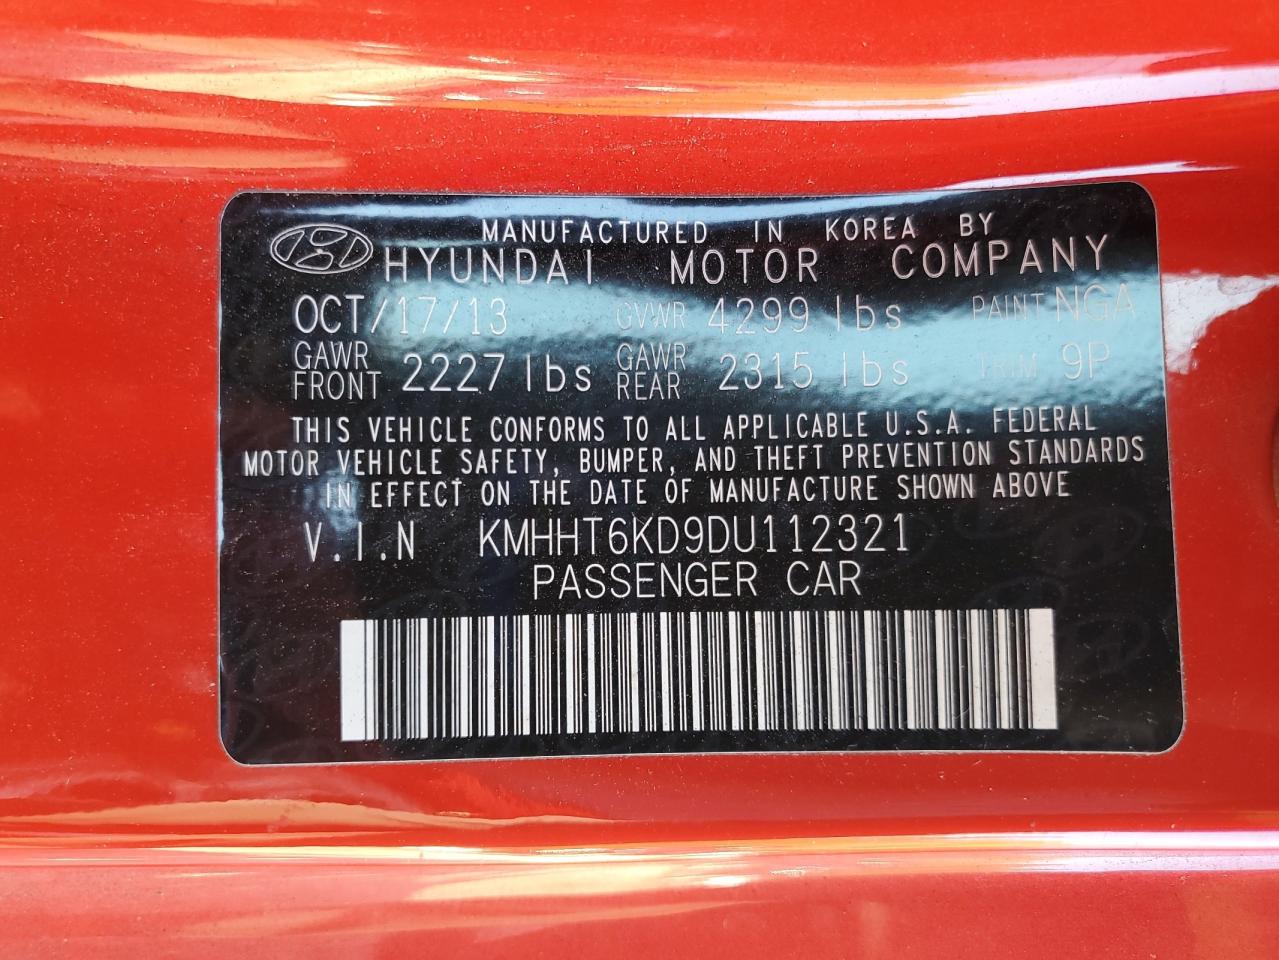 MANUFACTURED IN KOREA BY
HYUNDAI MOTOR COMPANY
OCT/17/13 GVWR 4299 lbs PAINT NGA
GAWR FRONT 2227 lbs GAWR REAR 2315 lbs TRIM 9P
THIS VEHICLE CONFORMS TO ALL APPLICABLE U.S.A. FEDERAL
MOTOR VEHICLE SAFETY, BUMPER, AND THEFT PREVENTION STANDARDS
IN EFFECT ON THE DATE OF MANUFACTURE SHOWN ABOVE
V.I.N KMHHT6KD9DU112321
PASSENGER CAR